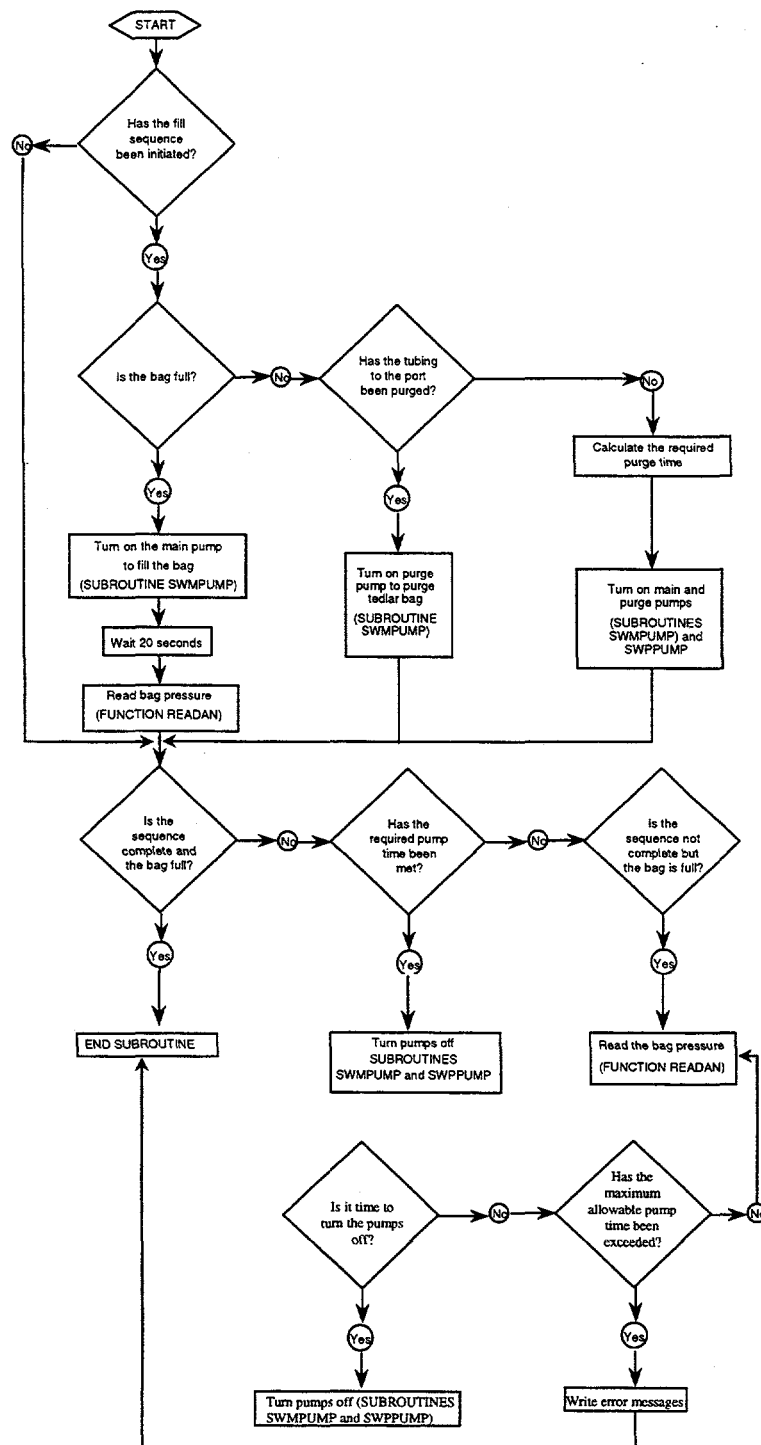 START
Has the fill
sequence
been initiated?
No
Yes
Is the bag full?
No
Has the tubing
to the port
been purged?
No
Calculate the required
purge time
Yes
Turn on the main pump
to fill the bag
(SUBROUTINE SWMPUMP)
Yes
Turn on purge
pump to purge
tedlar bag
(SUBROUTINE
SWMPUMP)
Turn on main and
purge pumps
(SUBROUTINES
SWMPUMP) and
SWPPUMP
Wait 20 seconds
Read bag pressure
(FUNCTION READAN)
Is the
sequence
complete and
the bag full?
No
Has the
required pump
time been
met?
No
Is the
sequence not
complete but
the bag is full?
Yes
Yes
Yes
END SUBROUTINE
Turn pumps off
SUBROUTINES
SWMPUMP and SWPPUMP
Read the bag pressure
(FUNCTION READAN)
Is it time to
turn the pumps
off?
No
Has the
maximum
allowable pump
time been
exceeded?
No
Yes
Yes
Turn pumps off (SUBROUTINES
SWMPUMP and SWPPUMP)
Write error messages